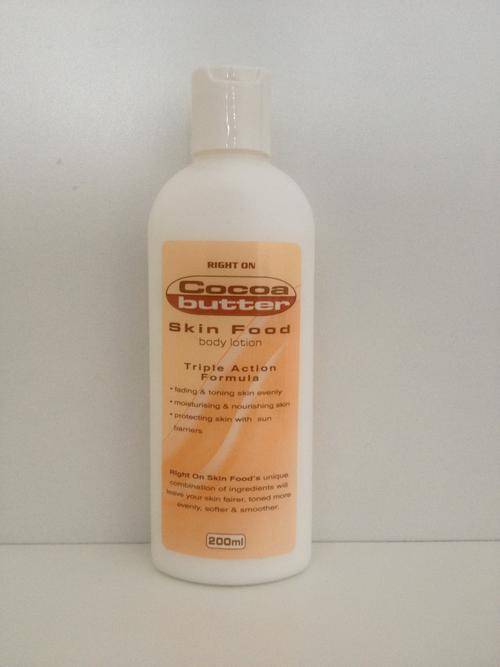 RIGHT ON
Cocoa
butter
Skin Food
body lotion
Triple Action
Formula
• fading & toning skin evenly
• moisturising & nourishing skin
• protecting skin with sun
barriers
Right On Skin Food's unique
combination of ingredients will
leave your skin fairer, toned more
evenly, softer & smoother.
200ml